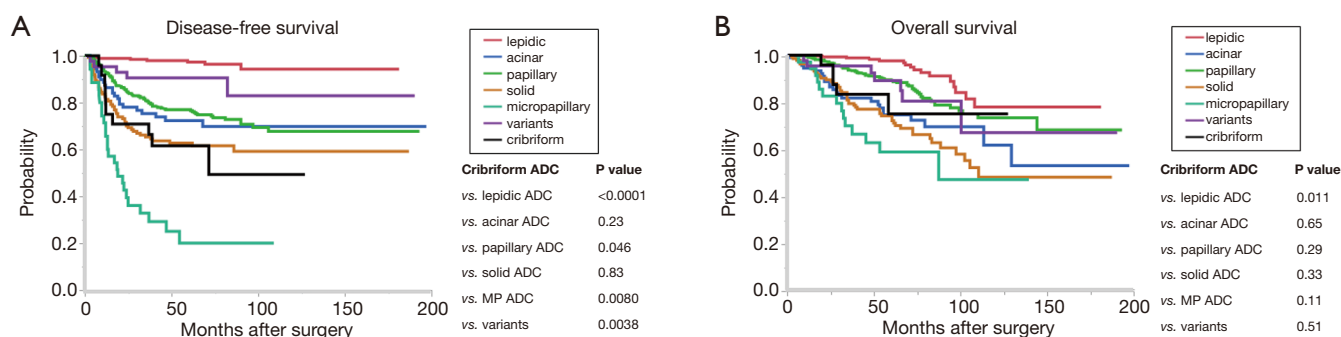 A
Disease-free survival
Probability
1.0
0.8
0.6
0.4
0.2
0.0
0
50
100
150
200
Months after surgery
lepidic
acinar
papillary
solid
micropapillary
variants
cribriform
Cribriform ADC P value
vs. lepidic ADC <0.0001
vs. acinar ADC 0.23
vs. papillary ADC 0.046
vs. solid ADC 0.83
vs. MP ADC 0.0080
vs. variants 0.0038
B
Overall survival
Probability
1.0
0.8
0.6
0.4
0.2
0.0
0
50
100
150
200
Months after surgery
lepidic
acinar
papillary
solid
micropapillary
variants
cribriform
Cribriform ADC P value
vs. lepidic ADC 0.011
vs. acinar ADC 0.65
vs. papillary ADC 0.29
vs. solid ADC 0.33
vs. MP ADC 0.11
vs. variants 0.51